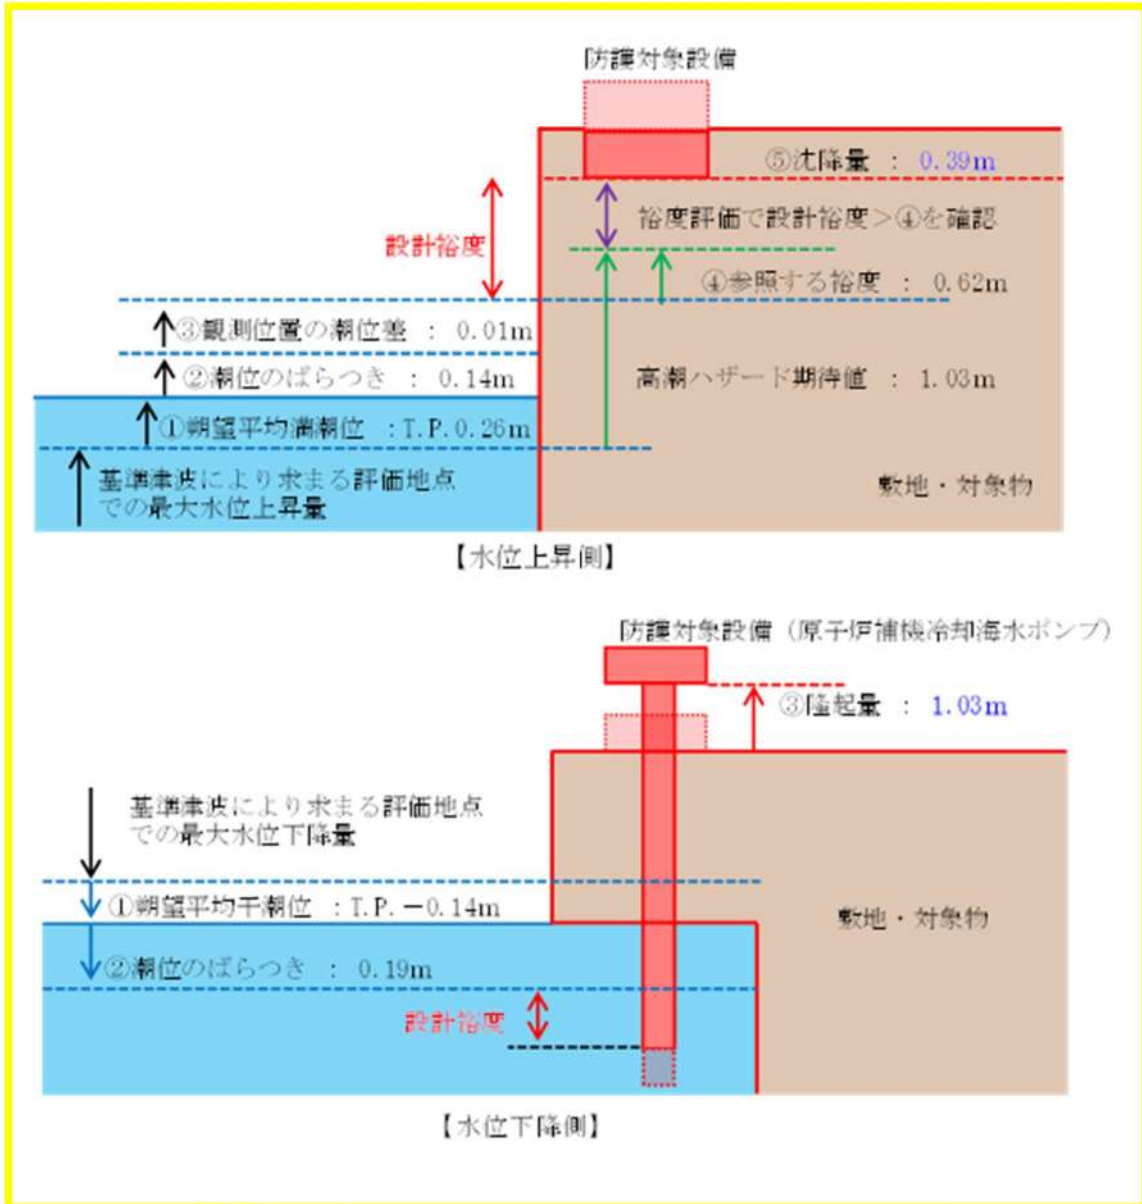 防護対象設備
⑤沈降量 : 0.39m
裕度評価で設計裕度>④を確認
設計裕度
④参照する裕度 : 0.62m
③観測位置の潮位差 : 0.01m
②潮位のばらつき : 0.14m
高潮ハザード期待値 : 1.03m
①朔望平均満潮位 :T.P.0.26m
基準津波により求まる評価地点
での最大水位上昇量
敷地・対象物
【水位上昇側】
防護対象設備(原子炉補機冷却海水ポンプ)
③隆起量 : 1.03m
基準津波により求まる評価地点
での最大水位下降量
①朔望平均干潮位 :T.P.－0.14m
敷地・対象物
②潮位のばらつき : 0.19m
設計裕度
【水位下降側】